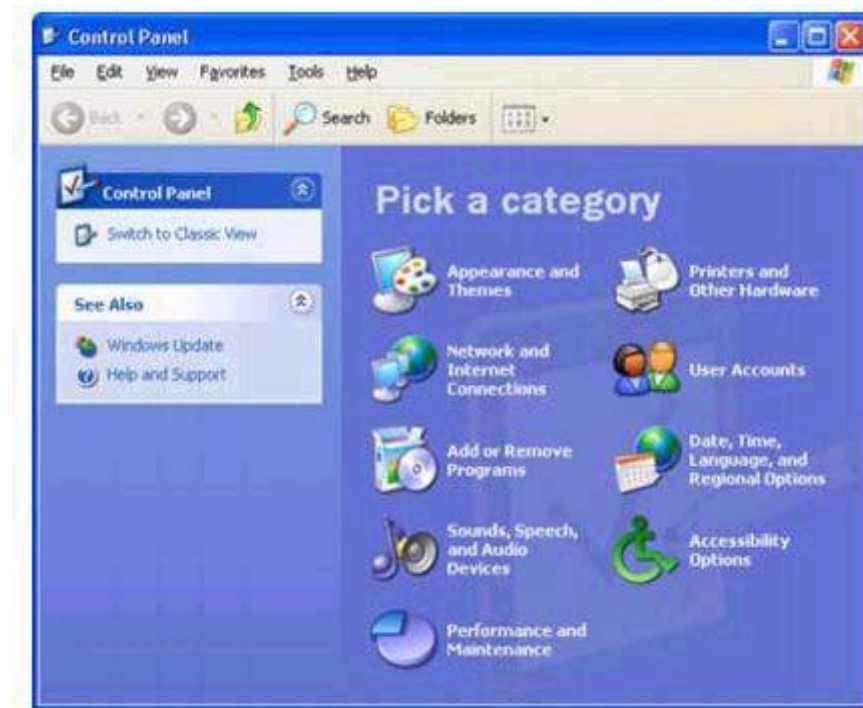 Control Panel
File Edit View Favorites Tools Help
Back Search Folders
Control Panel
Switch to Classic View
See Also
Windows Update
Help and Support
Pick a category
Appearance and
Themes
Printers and
Other Hardware
Network and
Internet
Connections
User Accounts
Add or Remove
Programs
Date, Time,
Language, and
Regional Options
Sounds, Speech,
and Audio
Devices
Accessibility
Options
Performance and
Maintenance